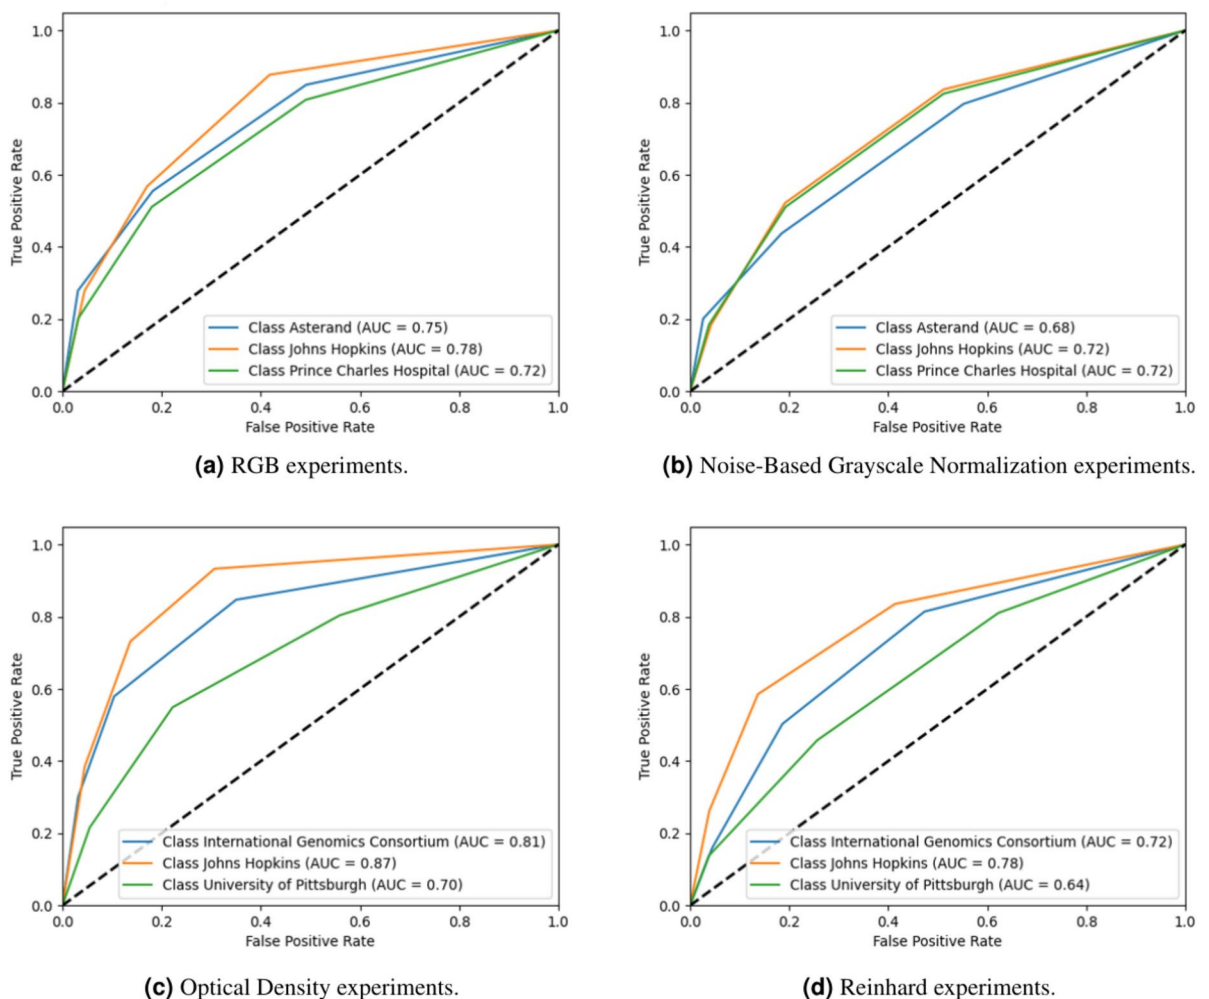 1.0
0.8
0.6
0.4
0.2
0.0
True Positive Rate
Class Asterand (AUC = 0.75)
Class Johns Hopkins (AUC = 0.78)
Class Prince Charles Hospital (AUC = 0.72)
0.0 0.2 0.4 0.6 0.8 1.0
False Positive Rate
(a) RGB experiments.
1.0
0.8
0.6
0.4
0.2
0.0
True Positive Rate
Class Asterand (AUC = 0.68)
Class Johns Hopkins (AUC = 0.72)
Class Prince Charles Hospital (AUC = 0.72)
0.0 0.2 0.4 0.6 0.8 1.0
False Positive Rate
(b) Noise-Based Grayscale Normalization experiments.
1.0
0.8
0.6
0.4
0.2
0.0
True Positive Rate
Class International Genomics Consortium (AUC = 0.81)
Class Johns Hopkins (AUC = 0.87)
Class University of Pittsburgh (AUC = 0.70)
0.0 0.2 0.4 0.6 0.8 1.0
False Positive Rate
(c) Optical Density experiments.
1.0
0.8
0.6
0.4
0.2
0.0
True Positive Rate
Class International Genomics Consortium (AUC = 0.72)
Class Johns Hopkins (AUC = 0.78)
Class University of Pittsburgh (AUC = 0.64)
0.0 0.2 0.4 0.6 0.8 1.0
False Positive Rate
(d) Reinhard experiments.